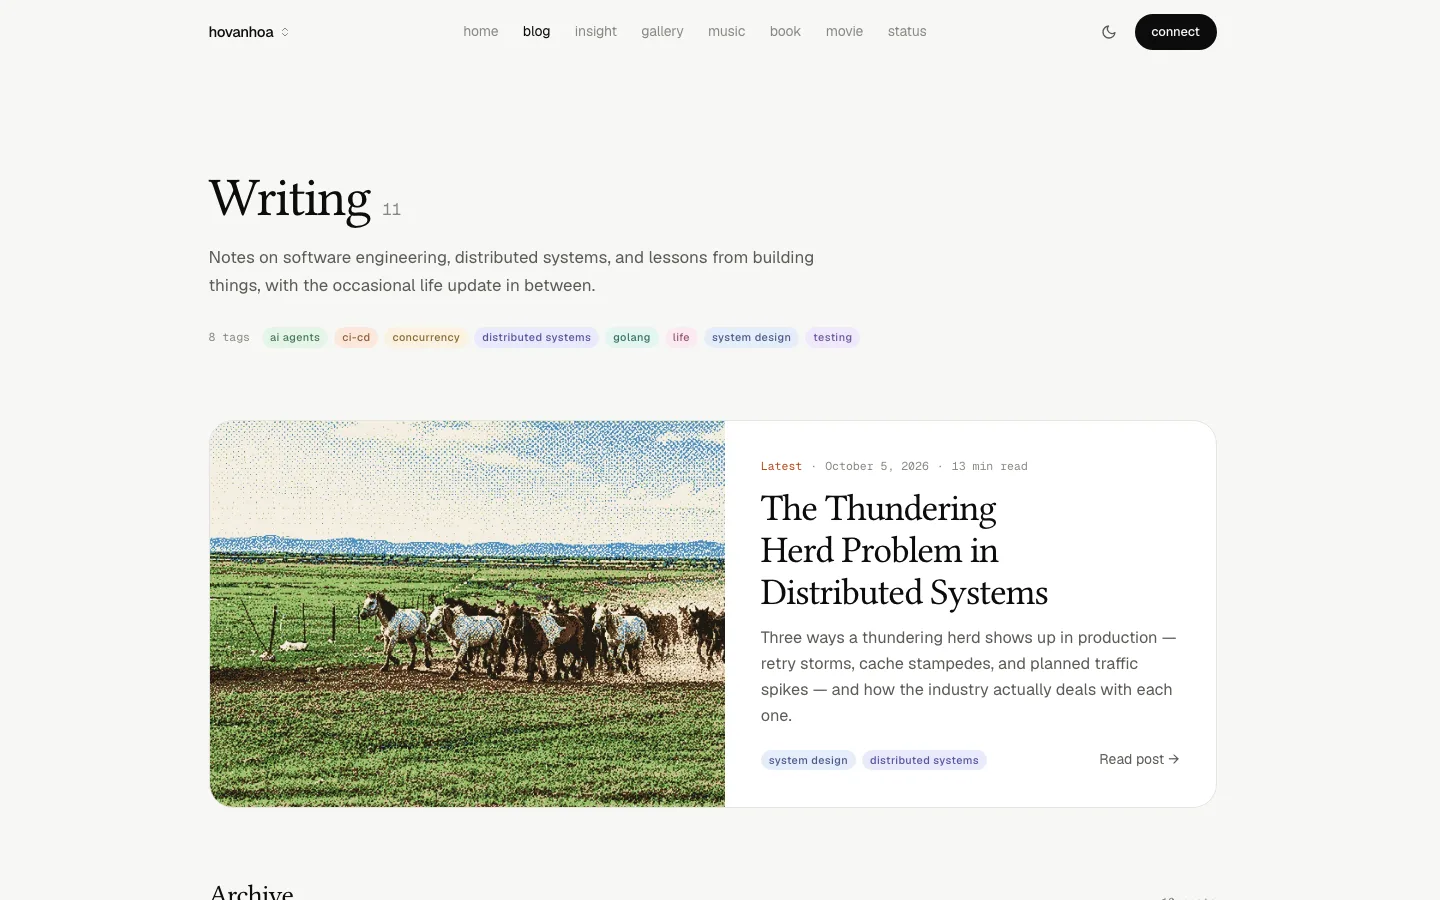 hovanhoa
home blog insight gallery music book movie status
connect
Writing 11
Notes on software engineering, distributed systems, and lessons from building
things, with the occasional life update in between.
8 tags ai agents ci-cd concurrency distributed systems golang life system design testing
Latest · October 5, 2026 · 13 min read
The Thundering
Herd Problem in
Distributed Systems
Three ways a thundering herd shows up in production —
retry storms, cache stampedes, and planned traffic
spikes — and how the industry actually deals with each
one.
system design distributed systems
Read post →
Archive